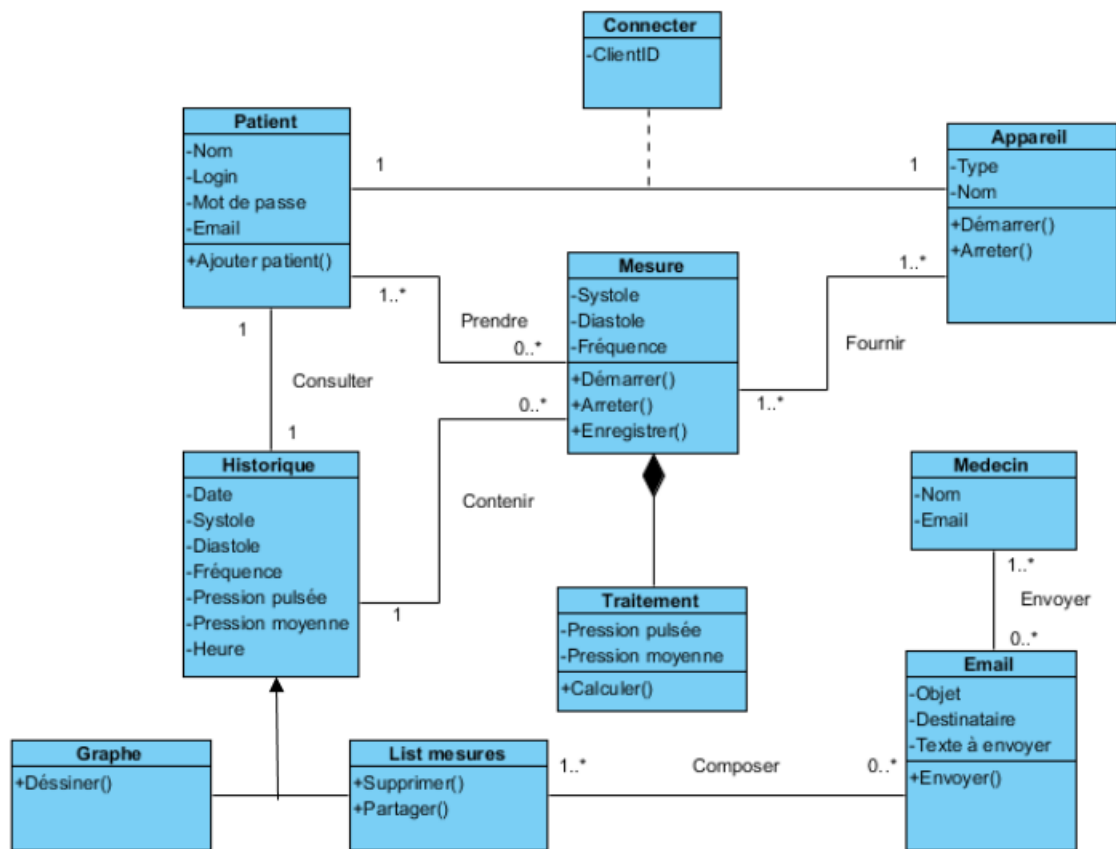 Connecter
-ClientID
Patient
-Nom
-Login
-Mot de passe
-Email
+Ajouter patient()
1
1
Appareil
-Type
-Nom
+Démarrer()
+Arreter()
Mesure
-Systole
-Diastole
-Fréquence
+Démarrer()
+Arreter()
+Enregistrer()
1..*
Prendre
0..*
1..*
Fournir
1..*
1
Consulter
1
0..*
Contenir
1
Historique
-Date
-Systole
-Diastole
-Fréquence
-Pression pulsée
-Pression moyenne
-Heure
Medecin
-Nom
-Email
1..*
Envoyer
0..*
Traitement
-Pression pulsée
-Pression moyenne
+Calculer()
Email
-Objet
-Destinataire
-Texte à envoyer
+Envoyer()
Graphe
+Déssiner()
List mesures
+Supprimer()
+Partager()
1..*
Composer
0..*